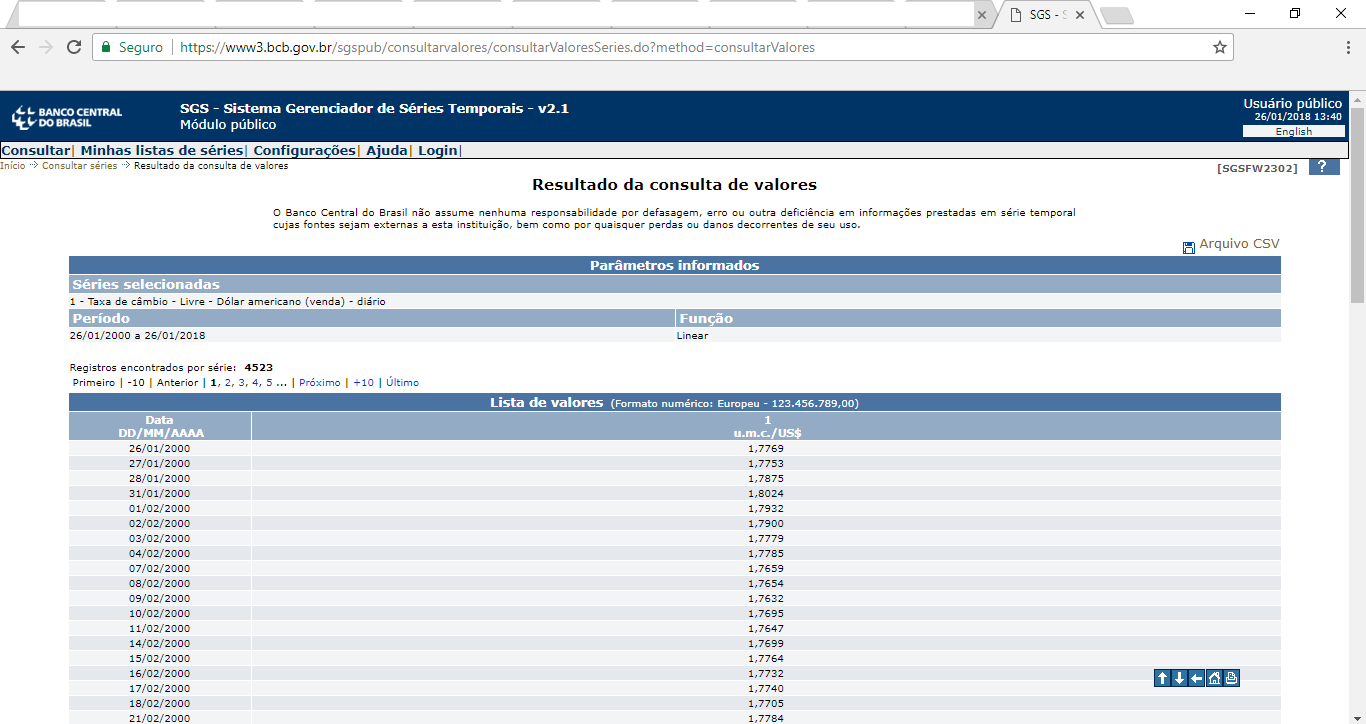 SGS - S
Seguro https://www3.bcb.gov.br/sgspub/consultarvalores/consultarValoresSeries.do?method=consultarValores
BANCO CENTRAL
DO BRASIL
SGS - Sistema Gerenciador de Séries Temporais - v2.1
Módulo público
Usuário público
26/01/2018 13:40
English
Consultar| Minhas listas de séries| Configurações| Ajuda| Login|
Início Consultar séries Resultado da consulta de valores
[SGSFW2302] ?
Resultado da consulta de valores
O Banco Central do Brasil não assume nenhuma responsabilidade por defasagem, erro ou outra deficiência em informações prestadas em série temporal
cujas fontes sejam externas a esta instituição, bem como por quaisquer perdas ou danos decorrentes de seu uso.
Arquivo CSV
Parâmetros informados
Séries selecionadas
1 - Taxa de câmbio - Livre - Dólar americano (venda) - diário
Período Função
26/01/2000 a 26/01/2018 Linear
Registros encontrados por série: 4523
Primeiro | -10 | Anterior | 1, 2, 3, 4, 5 ... | Próximo | +10 | Último
Lista de valores (Formato numérico: Europeu - 123.456.789,00)
Data 1
DD/MM/AAAA u.m.c./US$
26/01/2000 1,7769
27/01/2000 1,7753
28/01/2000 1,7875
31/01/2000 1,8024
01/02/2000 1,7932
02/02/2000 1,7900
03/02/2000 1,7779
04/02/2000 1,7785
07/02/2000 1,7659
08/02/2000 1,7654
09/02/2000 1,7632
10/02/2000 1,7695
11/02/2000 1,7647
14/02/2000 1,7699
15/02/2000 1,7764
16/02/2000 1,7732
17/02/2000 1,7740
18/02/2000 1,7705
21/02/2000 1,7784